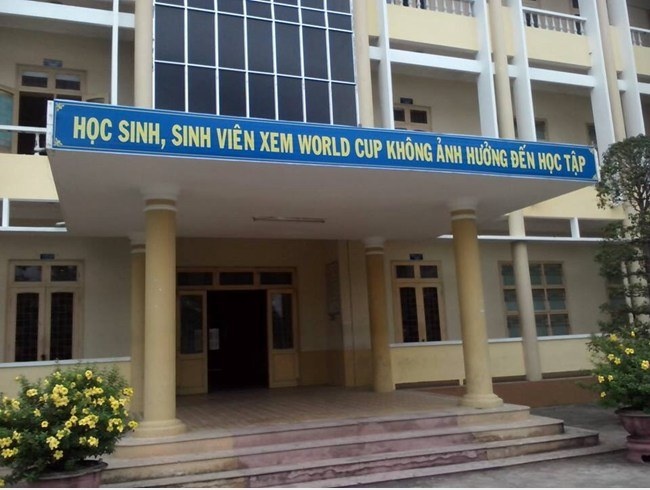 HỌC SINH, SINH VIÊN XEM WORLD CUP KHÔNG ẢNH HƯỞNG ĐẾN HỌC TẬP